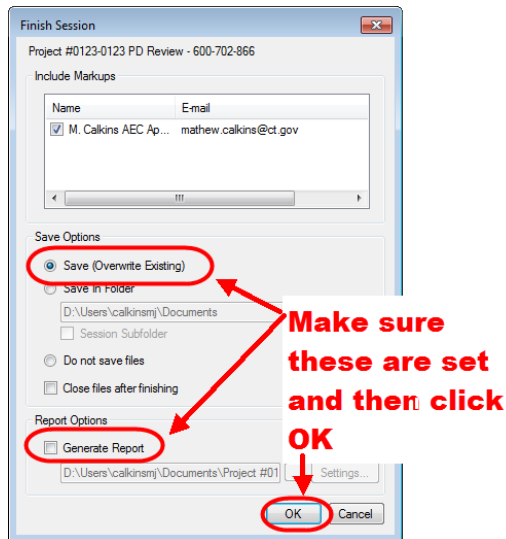 Finish Session
Project #0123-0123 PD Review - 600-702-866
Include Markups
Name E-mail
M. Calkins AEC Ap... mathew.calkins@ct.gov
Save Options
Save (Overwrite Existing)
Save in Folder
D:\Users\calkinsmj\Documents
Session Subfolder
Do not save files
Close files after finishing
Make sure
these are set
and then click
OK
Report Options
Generate Report
D:\Users\calkinsmj\Documents\Project #01 Settings...
OK Cancel